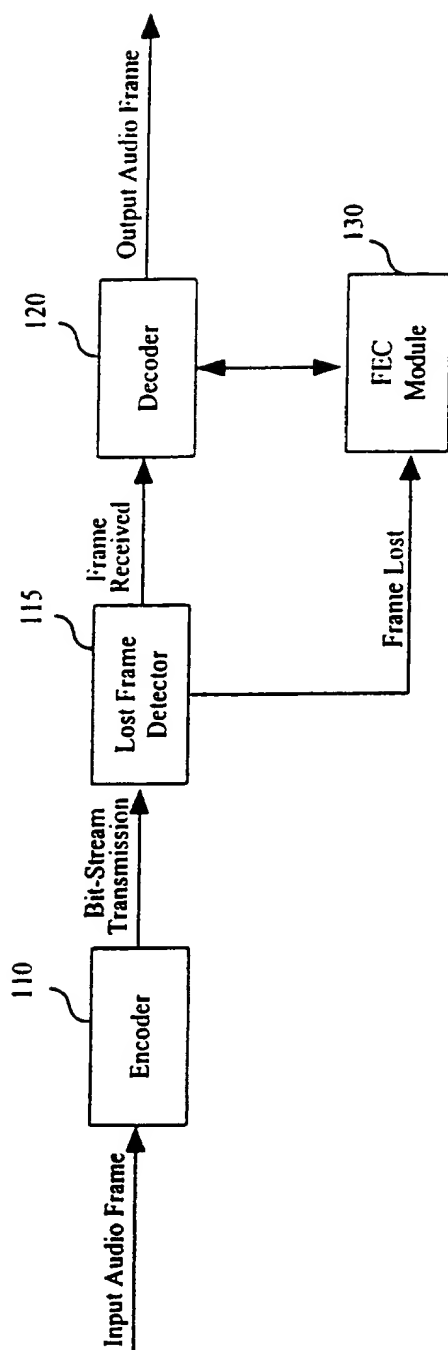 Input Audio Frame
110
Encoder
Bit-Stream
Transmission
115
Lost Frame
Detector
Frame
Received
120
Decoder
Output Audio Frame
Frame Lost
130
FEC
Module